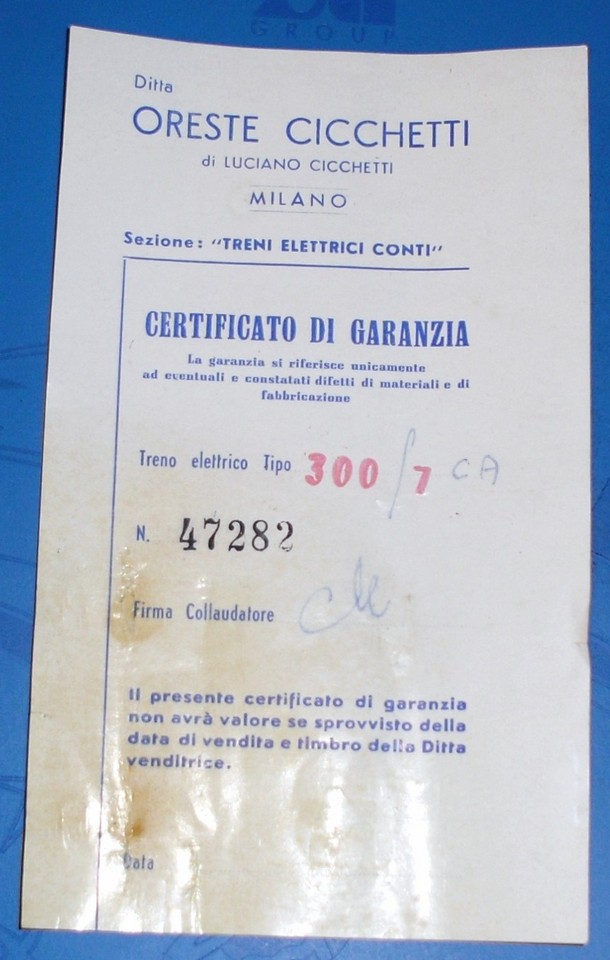 GROUP
Ditta
ORESTE CICCHETTI
di LUCIANO CICCHETTI
MILANO
Sezione: "TRENI ELETTRICI CONTI"
CERTIFICATO DI GARANZIA
La garanzia si riferisce unicamente
ad eventuali e constatati difetti di materiali e di
fabbricazione
Treno elettrico Tipo 300/7 CA
N. 47282
Firma Collaudatore
Il presente certificato di garanzia
non avrà valore se sprovvisto della
data di vendita e timbro della Ditta
venditrice.
Data